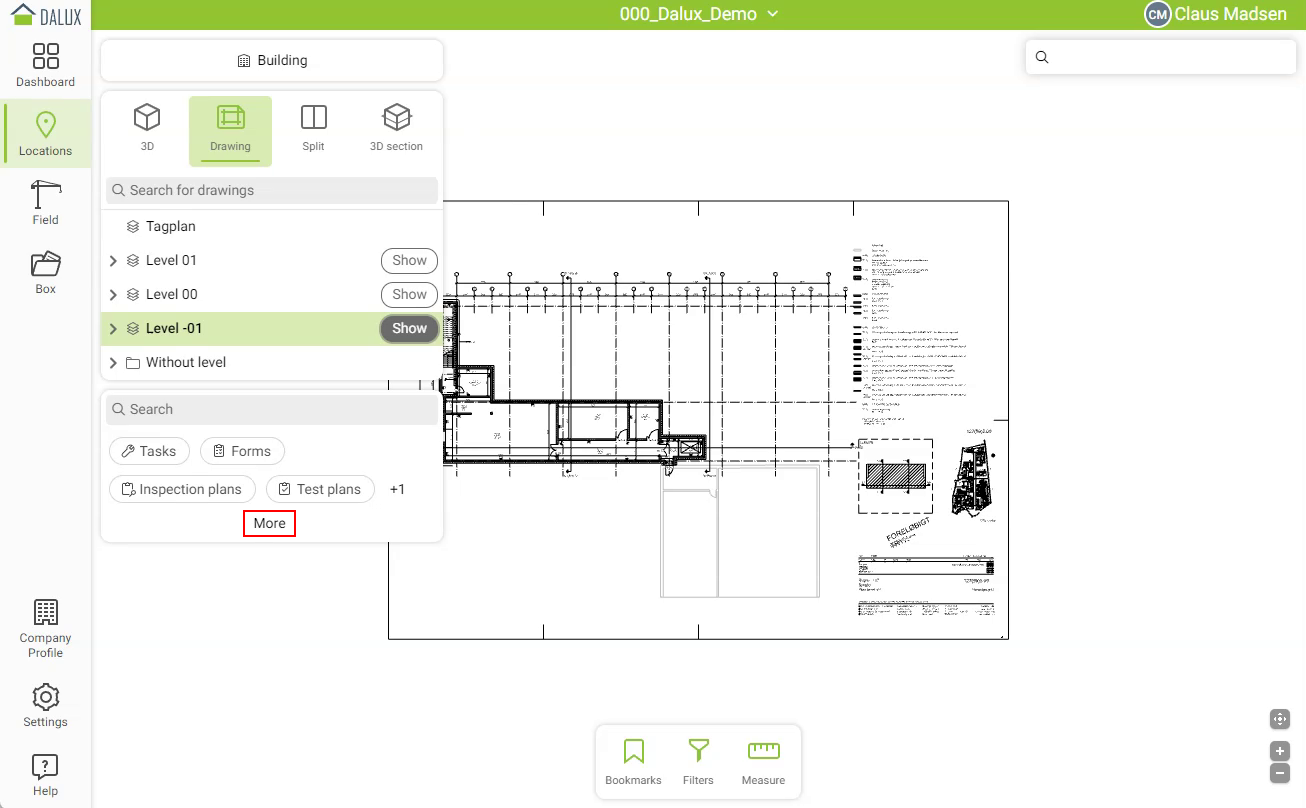 DALUX
000_Dalux_Demo
CM Claus Madsen
Dashboard
Locations
Field
Box
Company
Profile
Settings
Help
Building
3D
Drawing
Split
3D section
Search for drawings
Tagplan
Level 01 Show
Level 00 Show
Level -01 Show
Without level
Search
Tasks
Forms
Inspection plans
Test plans
+1
More
FORELØBIGT
Bookmarks
Filters
Measure